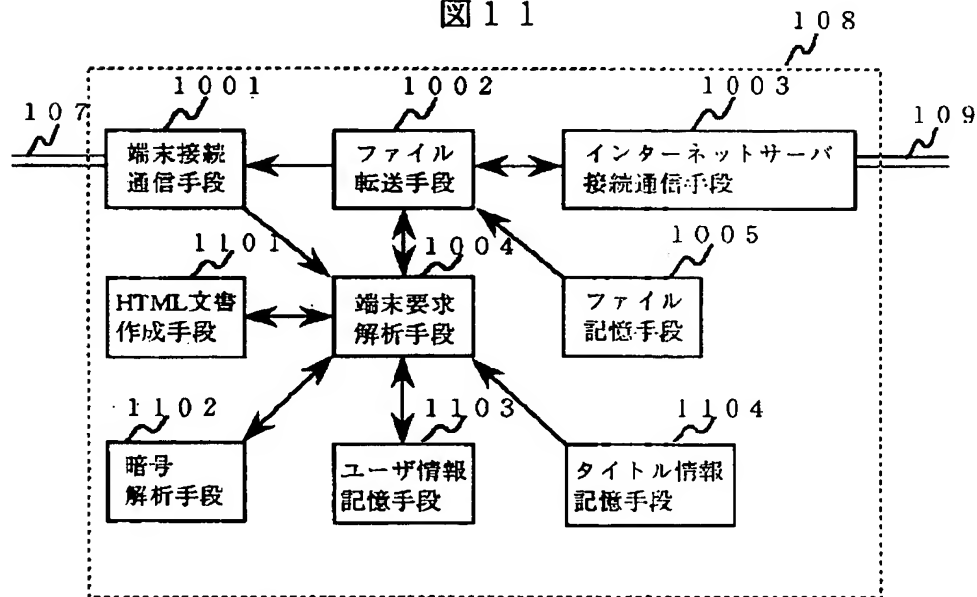 図１１
１０８
１００１
１００２
１００３
１０７
１０９
端末接続
通信手段
ファイル
転送手段
インターネットサーバ
接続通信手段
１１０１
１００４
１００５
HTML文書
作成手段
端末要求
解析手段
ファイル
記憶手段
１１０２
１１０３
１１０４
暗号
解析手段
ユーザ情報
記憶手段
タイトル情報
記憶手段